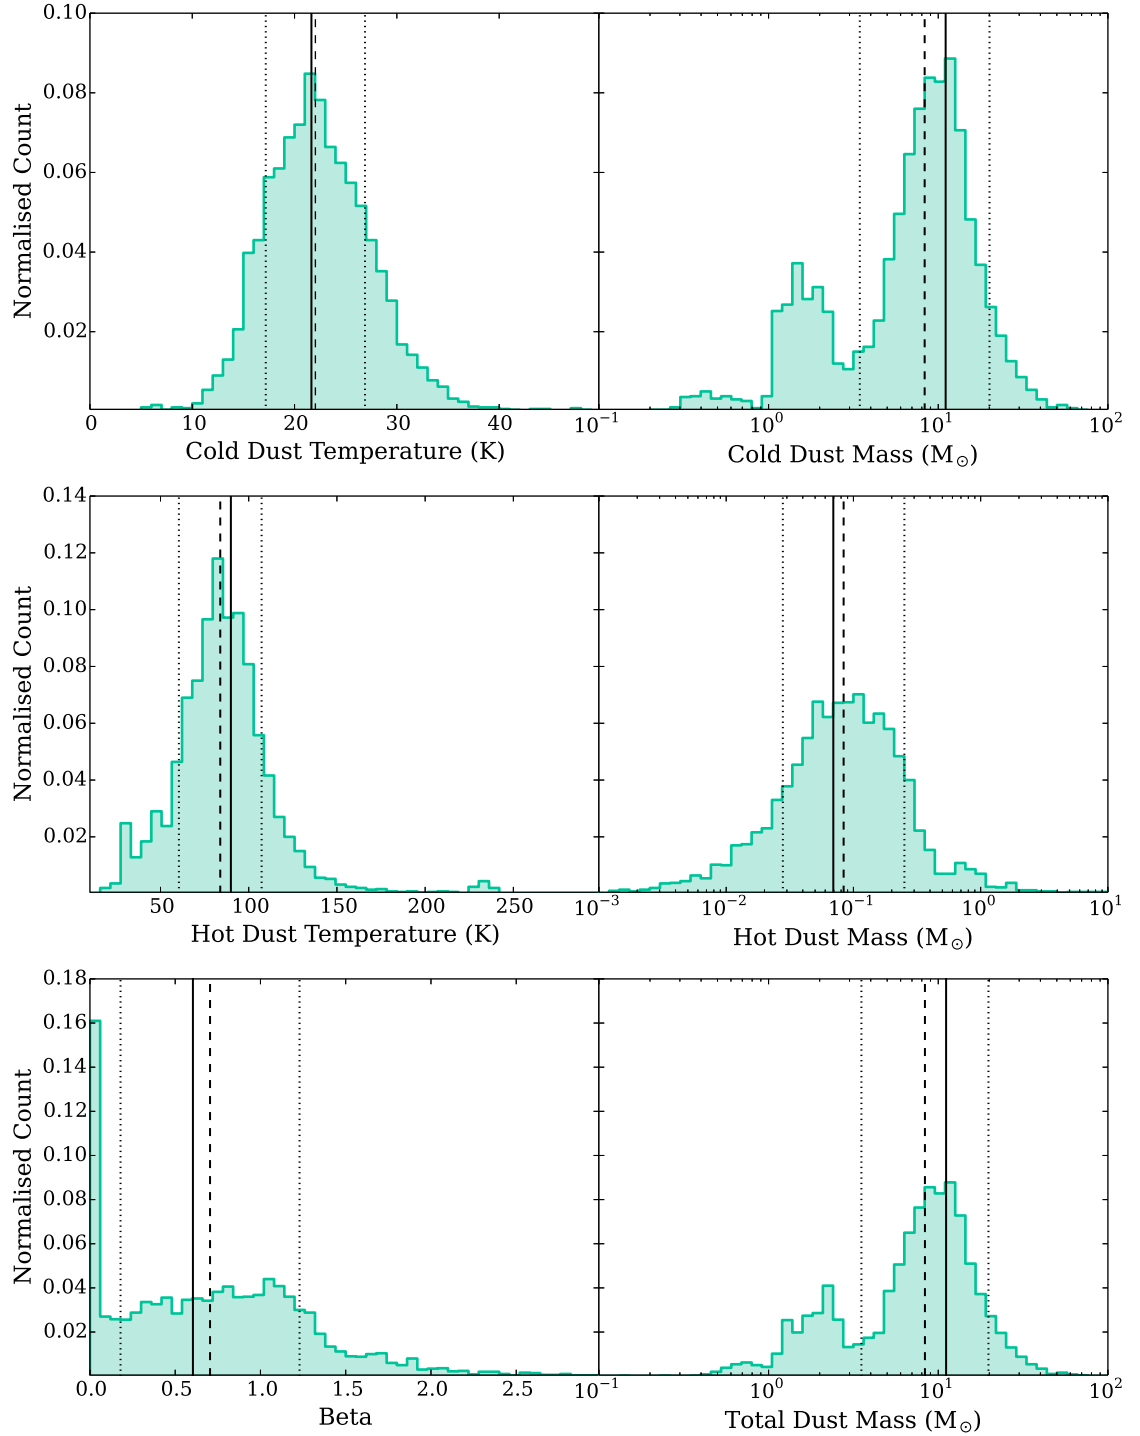 0.10
0.08
0.06
0.04
0.02
Normalised Count
0 10 20 30 40
Cold Dust Temperature (K)
10⁻¹ 10⁰ 10¹ 10²
Cold Dust Mass (M⊙)
0.14
0.12
0.10
0.08
0.06
0.04
0.02
Normalised Count
50 100 150 200 250
Hot Dust Temperature (K)
10⁻³ 10⁻² 10⁻¹ 10⁰ 10¹
Hot Dust Mass (M⊙)
0.18
0.16
0.14
0.12
0.10
0.08
0.06
0.04
0.02
Normalised Count
0.0 0.5 1.0 1.5 2.0 2.5
Beta
10⁻¹ 10⁰ 10¹ 10²
Total Dust Mass (M⊙)